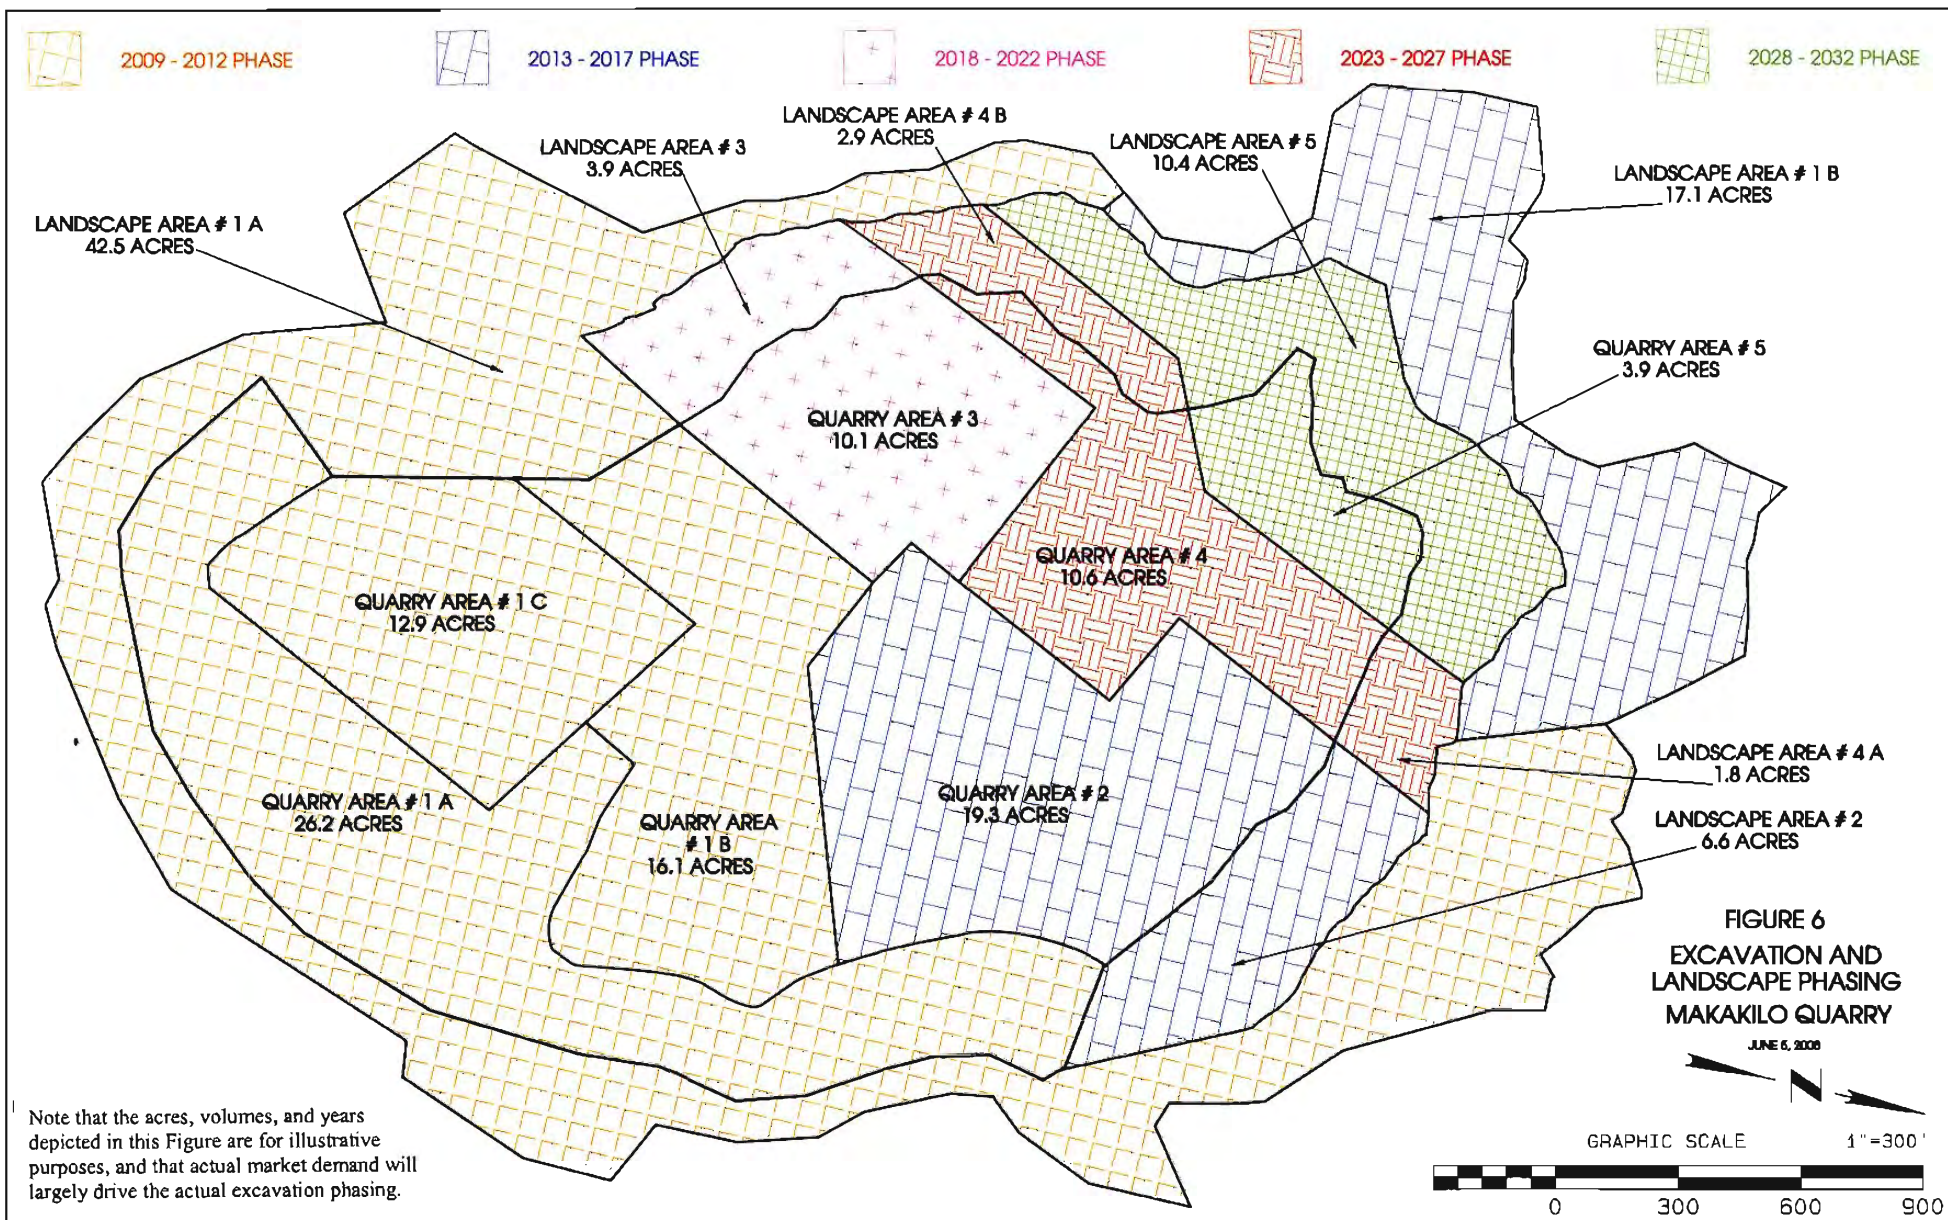 2009 - 2012 PHASE
2013 - 2017 PHASE
2018 - 2022 PHASE
2023 - 2027 PHASE
2028 - 2032 PHASE
LANDSCAPE AREA # 4 B
2.9 ACRES
LANDSCAPE AREA # 3
3.9 ACRES
LANDSCAPE AREA # 5
10.4 ACRES
LANDSCAPE AREA # 1 B
17.1 ACRES
LANDSCAPE AREA # 1 A
42.5 ACRES
QUARRY AREA # 5
3.9 ACRES
QUARRY AREA # 3
10.1 ACRES
QUARRY AREA # 4
10.6 ACRES
QUARRY AREA # 1 C
12.9 ACRES
LANDSCAPE AREA # 4 A
1.8 ACRES
QUARRY AREA # 2
19.3 ACRES
QUARRY AREA # 1 A
26.2 ACRES
QUARRY AREA
# 1 B
16.1 ACRES
LANDSCAPE AREA # 2
6.6 ACRES
FIGURE 6
EXCAVATION AND
LANDSCAPE PHASING
MAKAKILO QUARRY
JUNE 5, 2008
N
Note that the acres, volumes, and years
depicted in this Figure are for illustrative
purposes, and that actual market demand will
largely drive the actual excavation phasing.
GRAPHIC SCALE 1"=300'
0 300 600 900